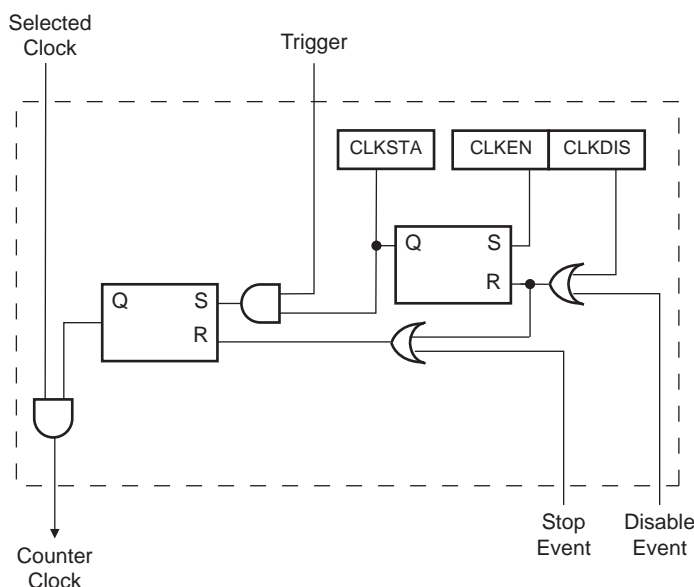 Selected
Clock
Trigger
CLKSTA
CLKEN
CLKDIS
Q
S
R
Q
S
R
Stop
Event
Disable
Event
Counter
Clock